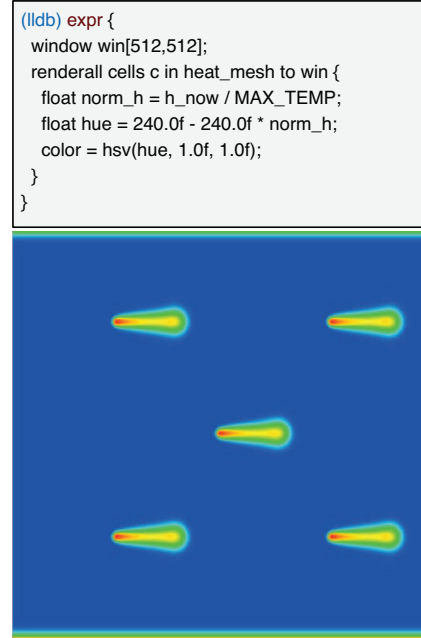 (lldb) expr {
window win[512,512];
renderall cells c in heat_mesh to win {
float norm_h = h_now / MAX_TEMP;
float hue = 240.0f - 240.0f * norm_h;
color = hsv(hue, 1.0f, 1.0f);
}
}